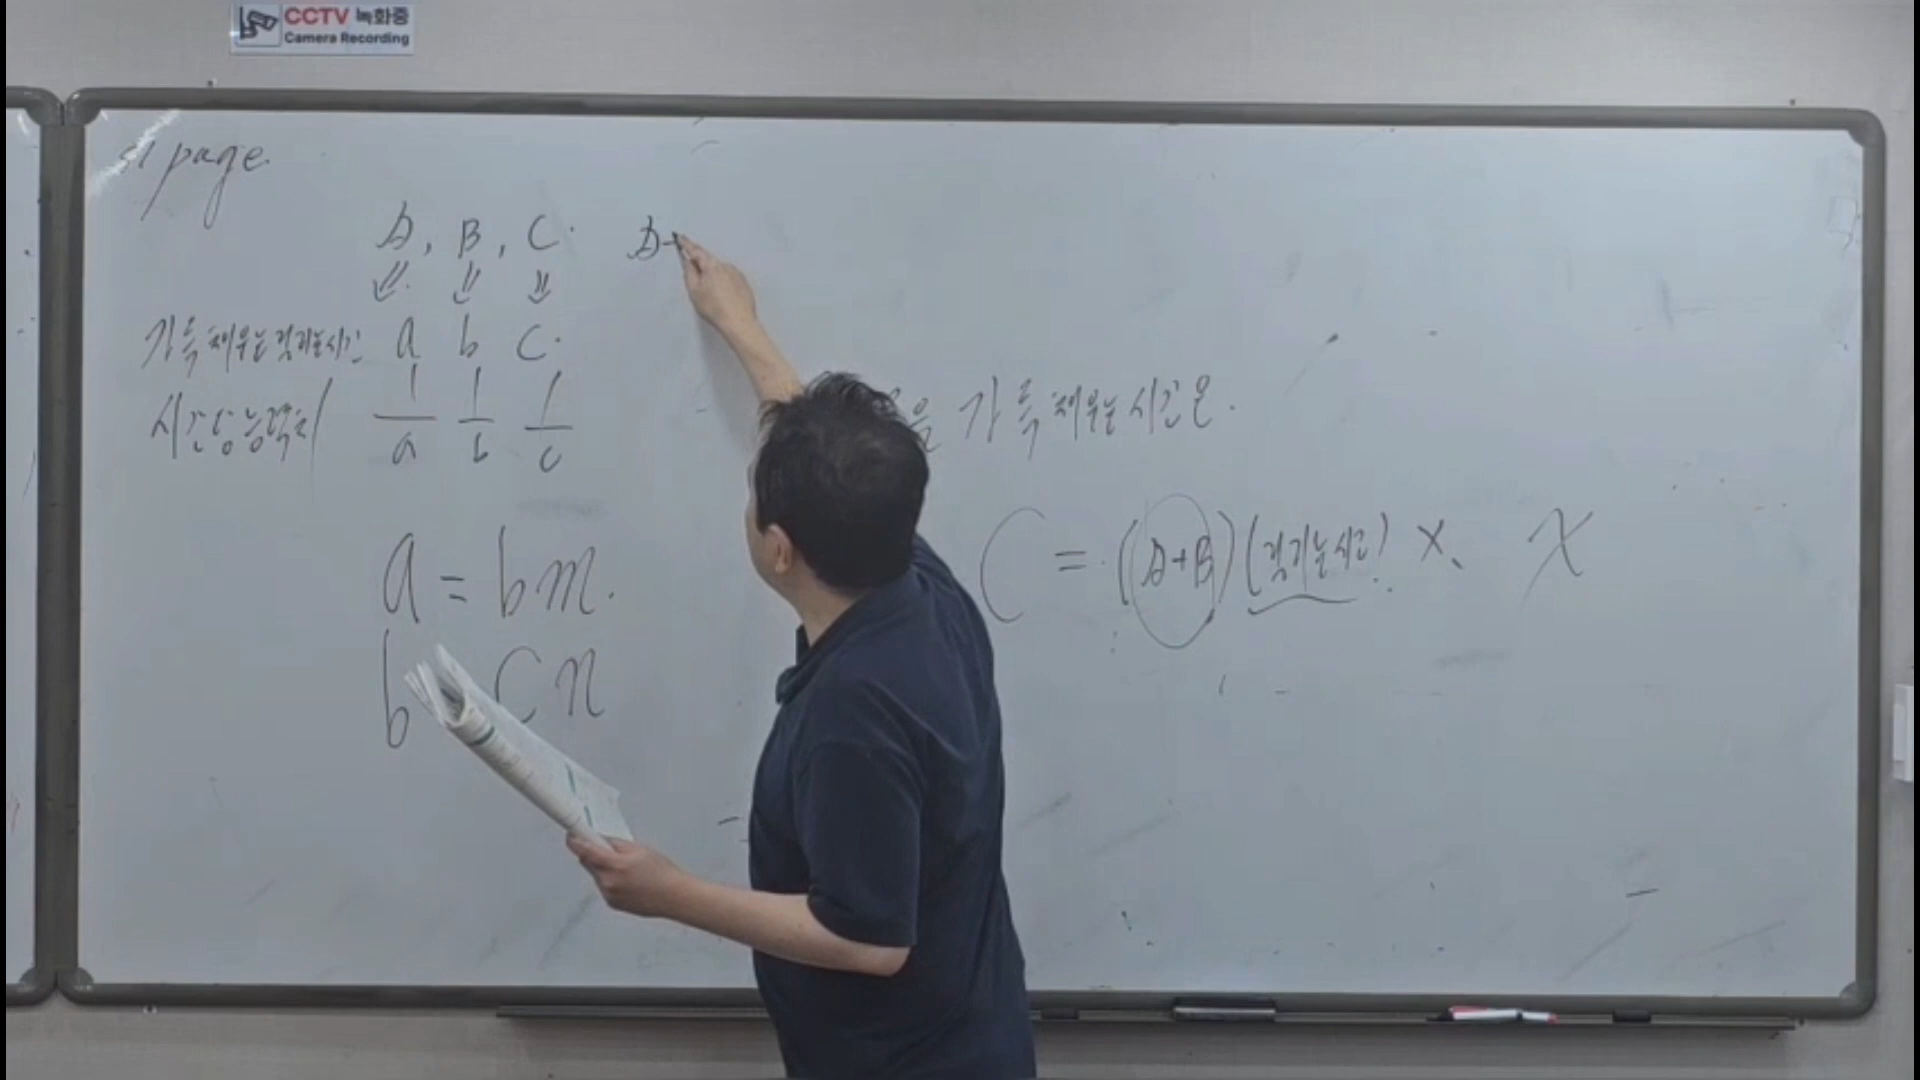 CCTV 녹화중
Camera Recording
page.
A, B, C. A+
가득 채우는 걸리는 시간 a b c.
시간당 능력치 1/a 1/b 1/c
을 가득 채우는 시간은.
a = bm.
b cn
C = (A+B)(걸리는 시간) × x